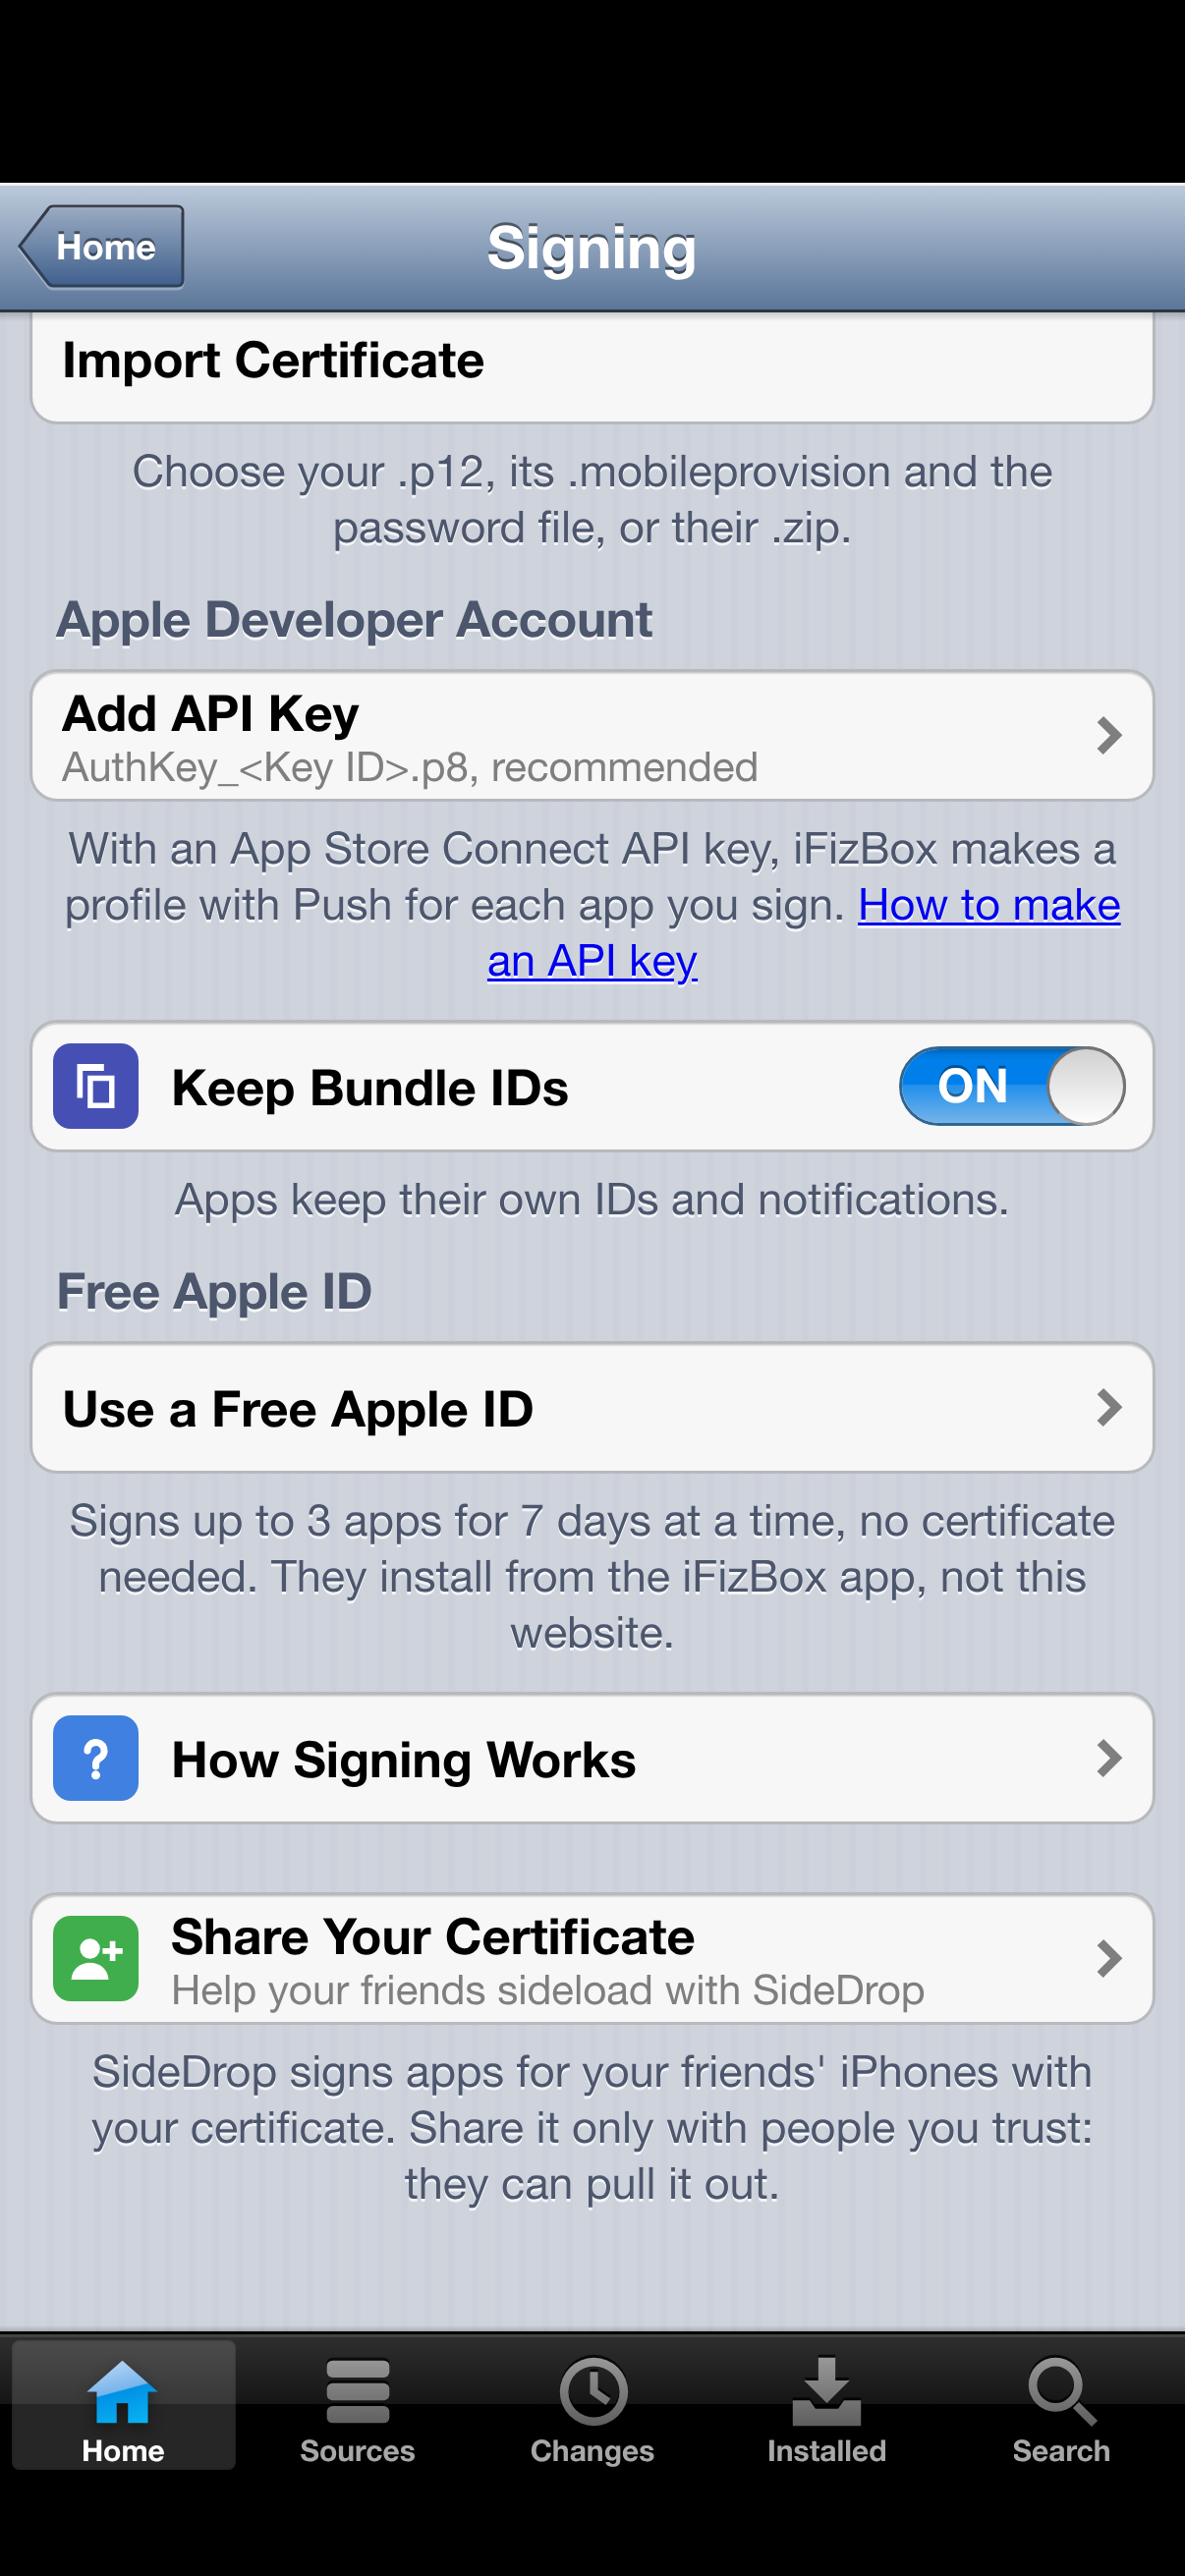 Home
Signing
Import Certificate
Choose your .p12, its .mobileprovision and the
password file, or their .zip.
Apple Developer Account
Add API Key
AuthKey_<Key ID>.p8, recommended
With an App Store Connect API key, iFizBox makes a
profile with Push for each app you sign. How to make
an API key
Keep Bundle IDs
ON
Apps keep their own IDs and notifications.
Free Apple ID
Use a Free Apple ID
Signs up to 3 apps for 7 days at a time, no certificate
needed. They install from the iFizBox app, not this
website.
How Signing Works
Share Your Certificate
Help your friends sideload with SideDrop
SideDrop signs apps for your friends' iPhones with
your certificate. Share it only with people you trust:
they can pull it out.
Home
Sources
Changes
Installed
Search